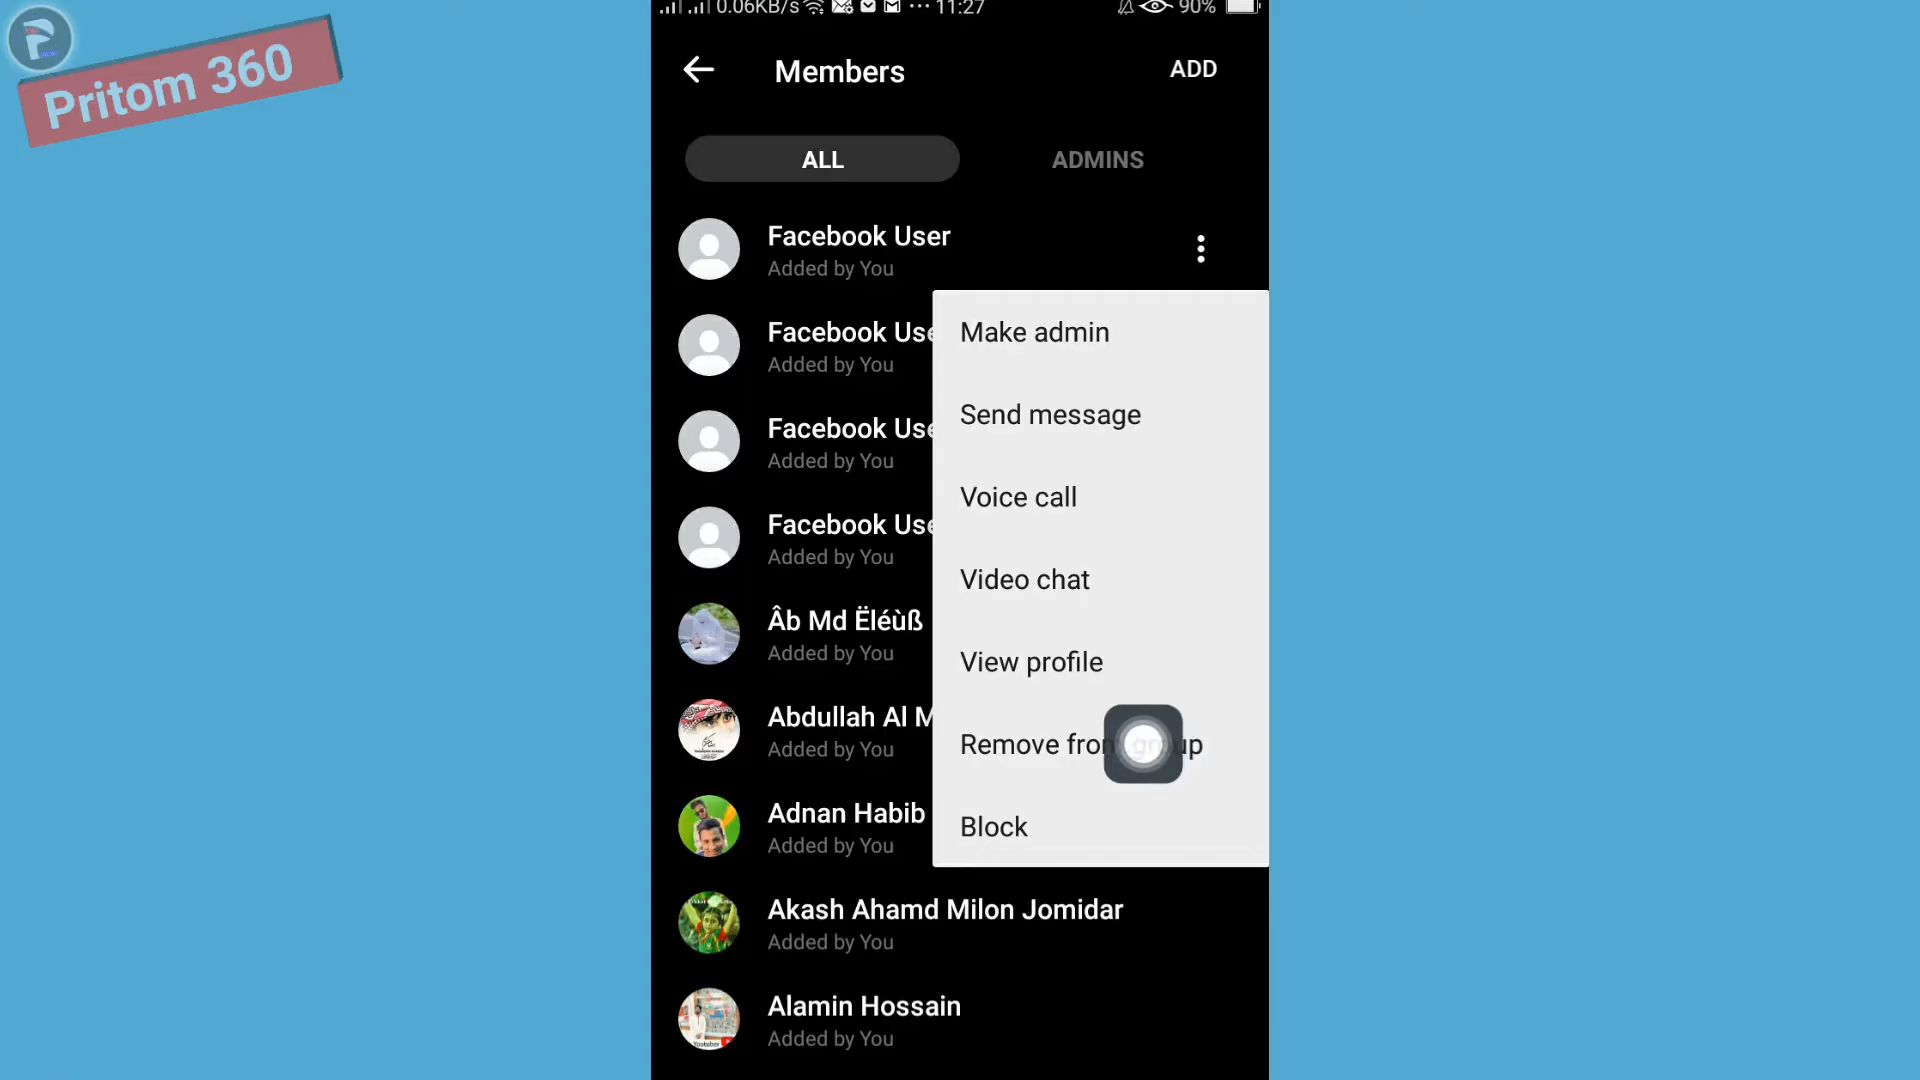 Pritom 360
0.06KB/s 11:27 90%
Members
ADD
ALL
ADMINS
Facebook User
Added by You
Make admin
Facebook Use
Added by You
Send message
Facebook Use
Added by You
Voice call
Facebook Use
Added by You
Video chat
Âb Md Ëléùß
Added by You
View profile
Abdullah Al M
Added by You
Remove from group
Adnan Habib
Added by You
Block
Akash Ahamd Milon Jomidar
Added by You
Alamin Hossain
Added by You
Youtuber